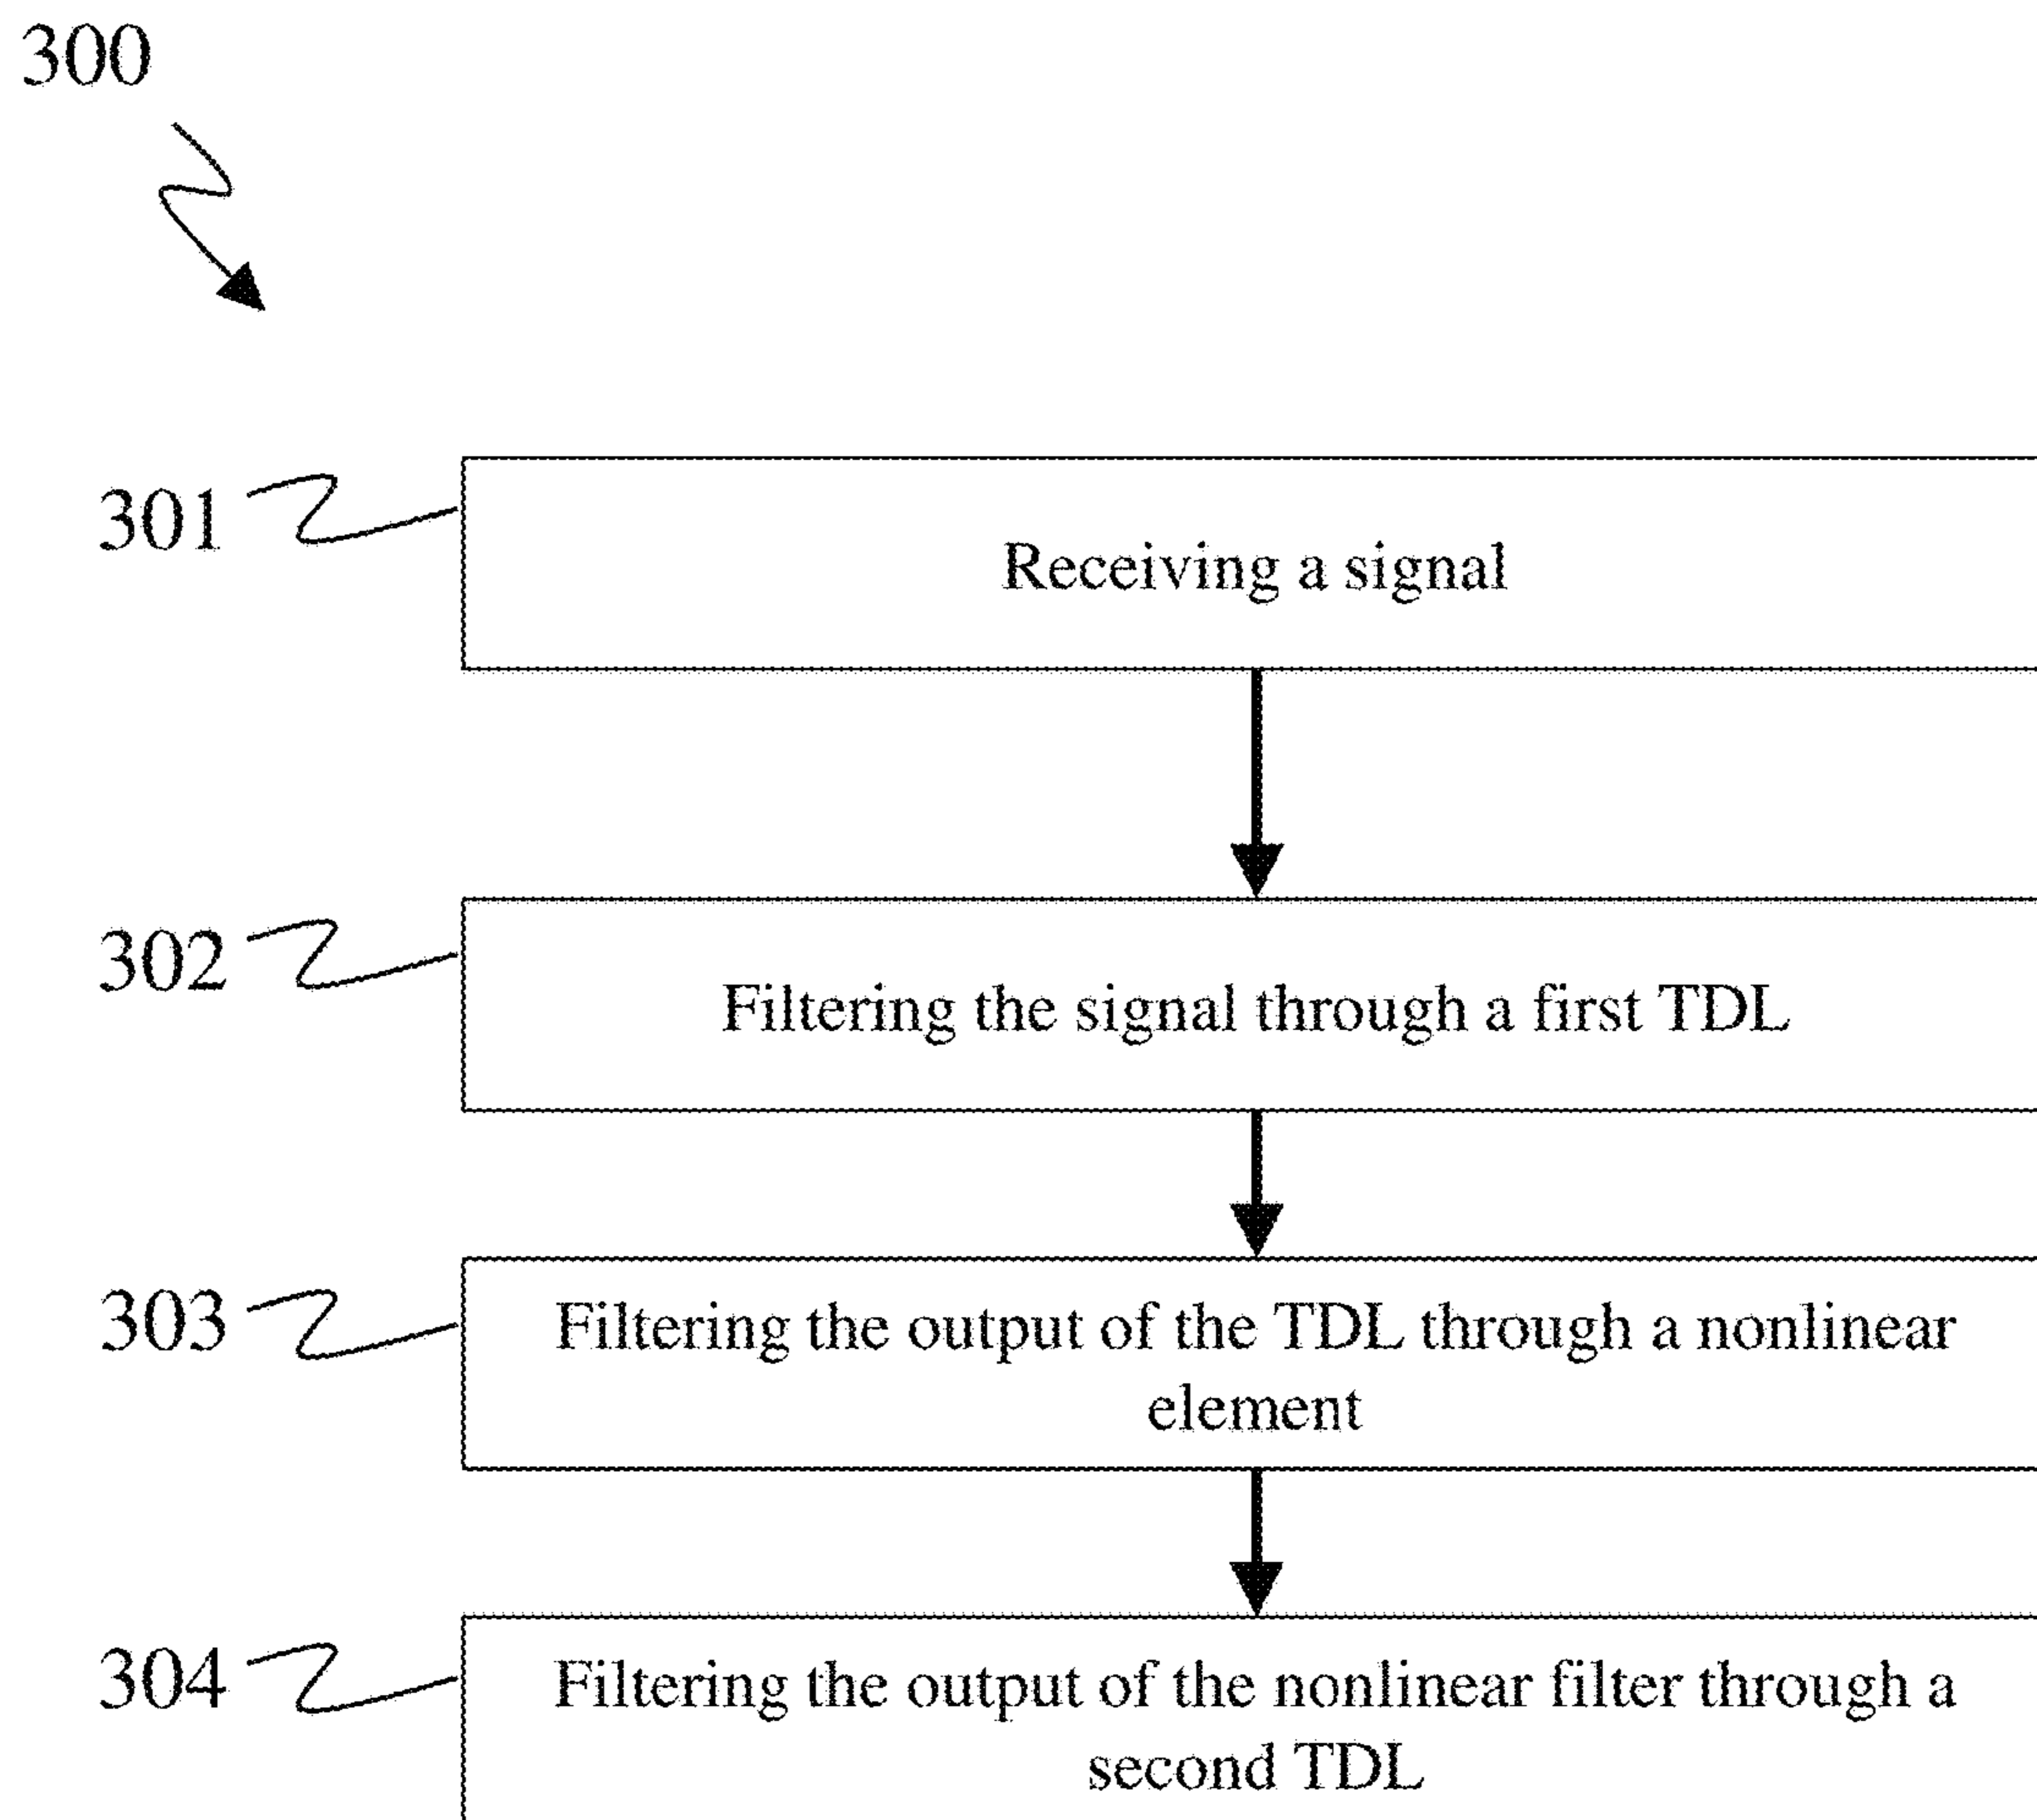 300
301
Receiving a signal
302
Filtering the signal through a first TDL
303
Filtering the output of the TDL through a nonlinear
element
304
Filtering the output of the nonlinear filter through a
second TDL